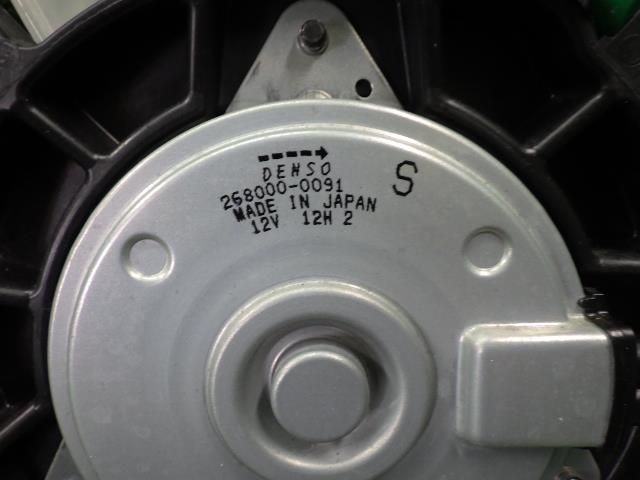 DENSO
268000-0091
MADE IN JAPAN
12V 12H 2
S